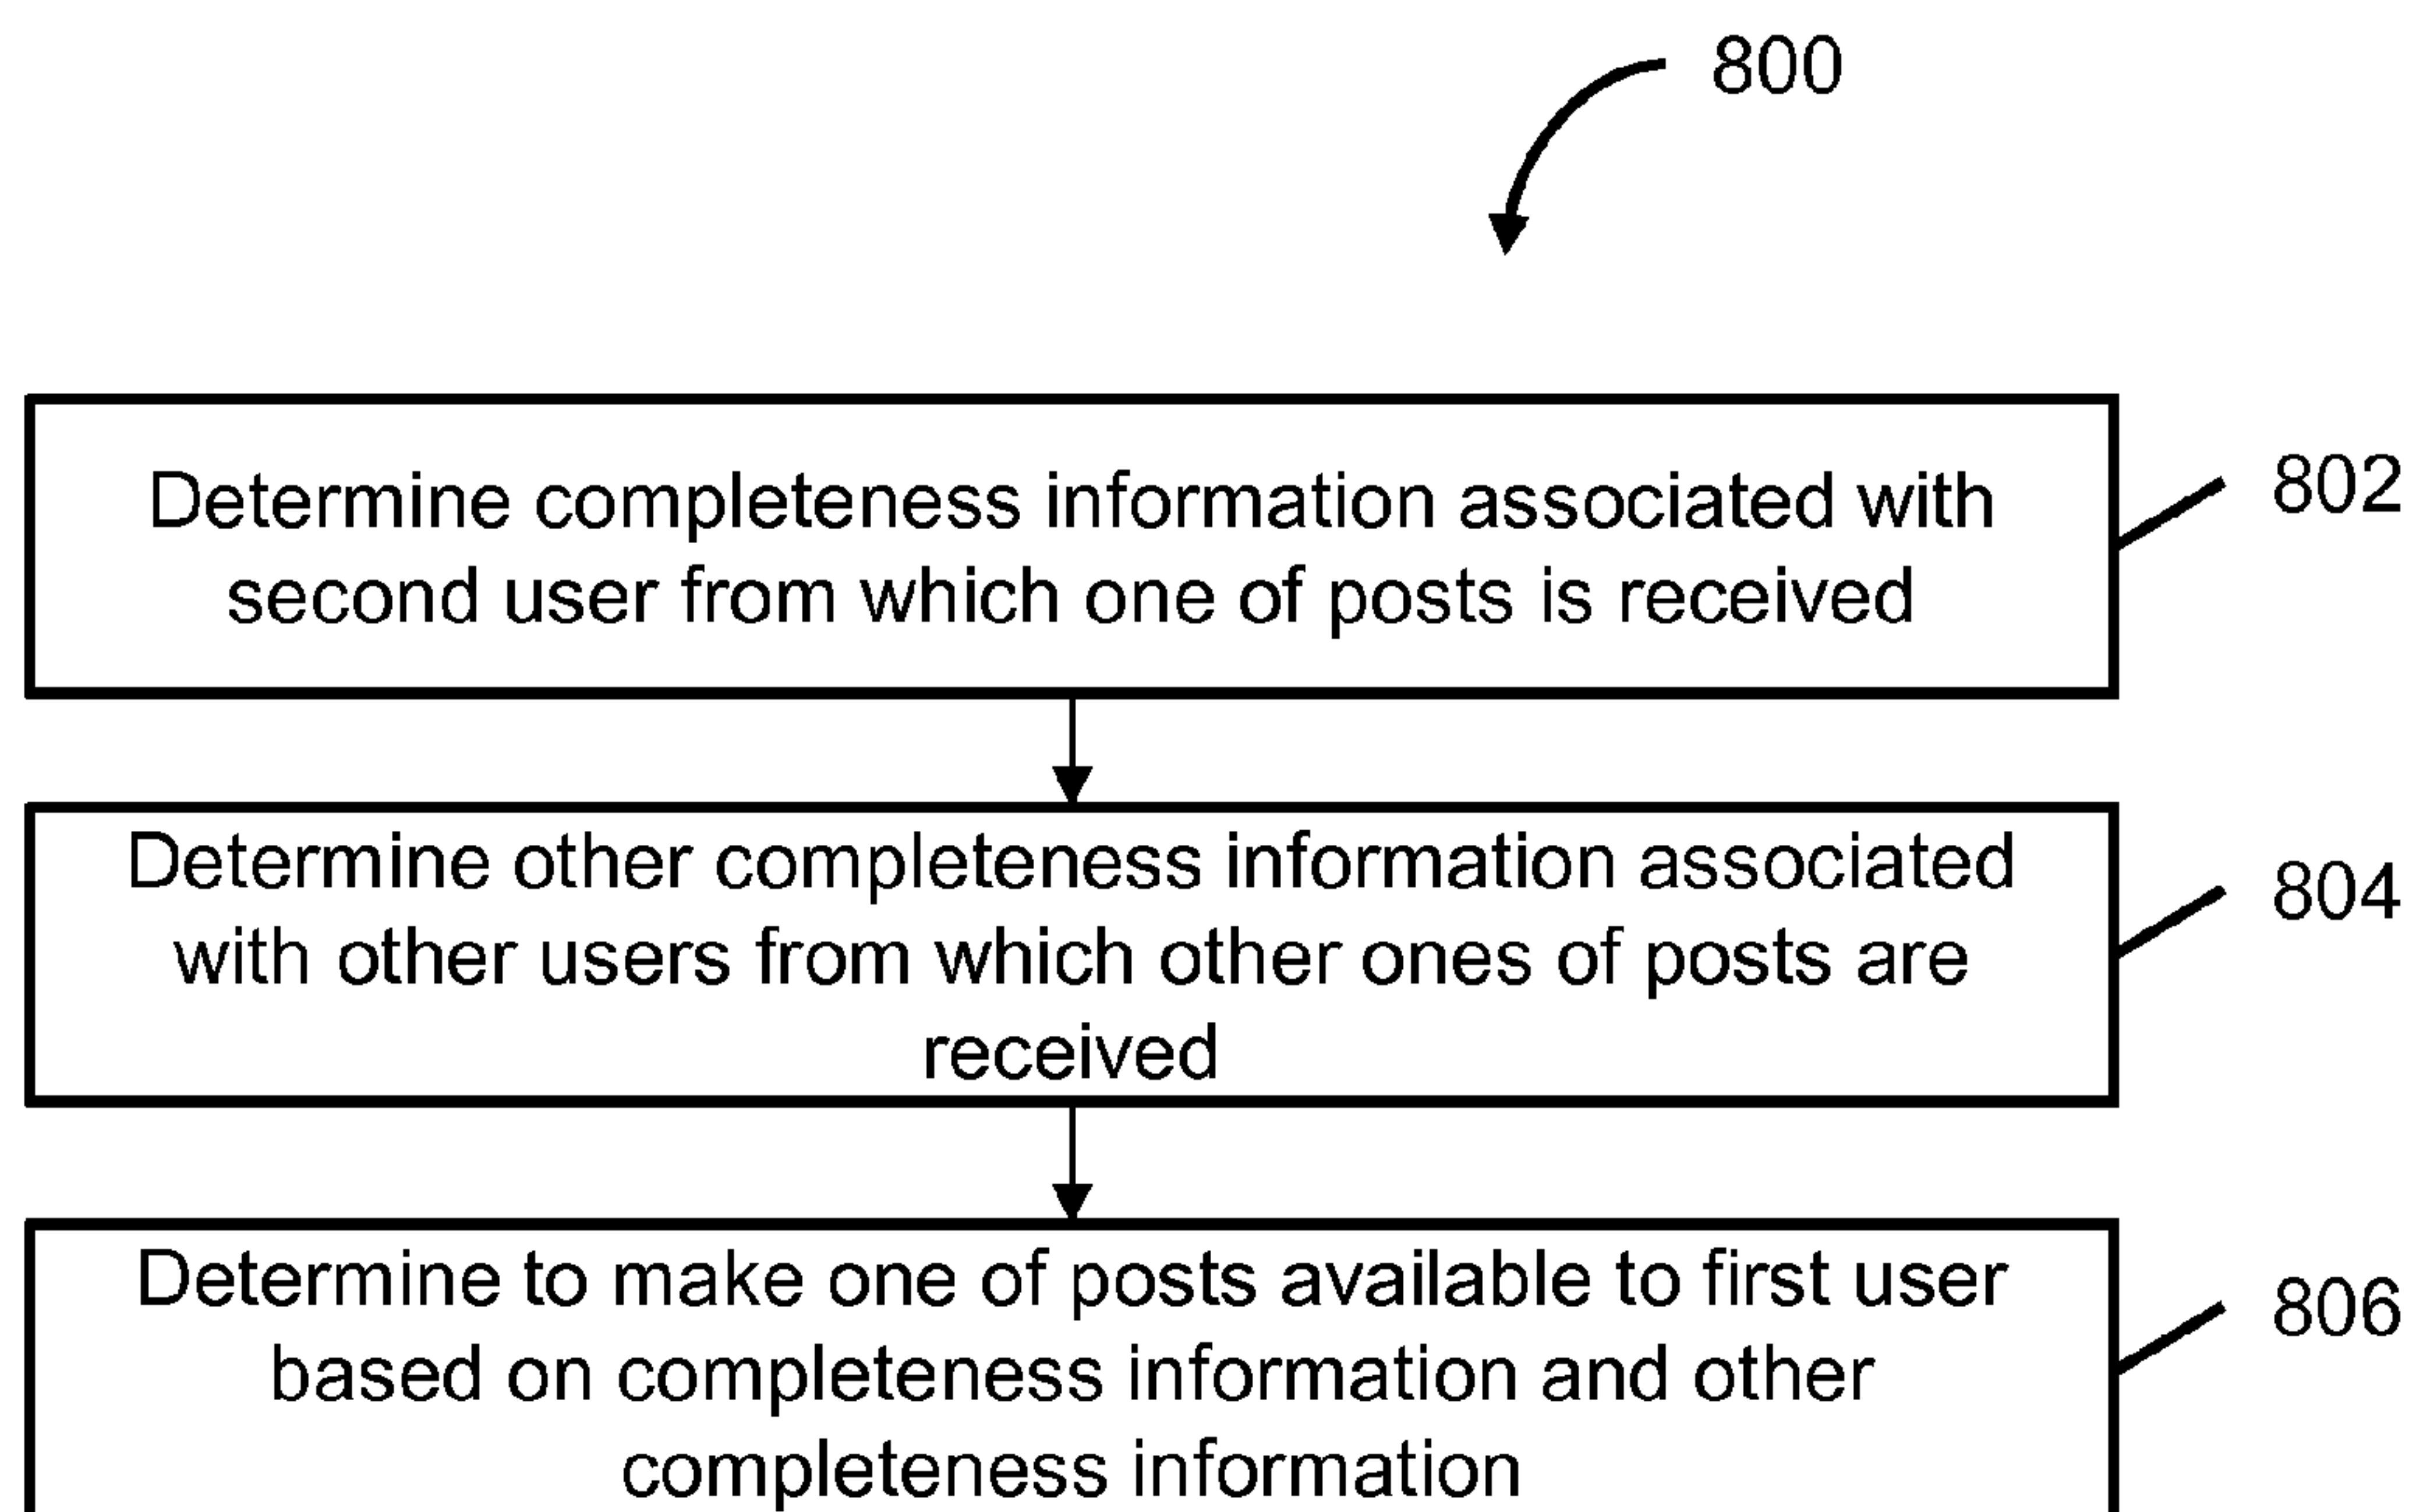 800
Determine completeness information associated with
second user from which one of posts is received
802
Determine other completeness information associated
with other users from which other ones of posts are
received
804
Determine to make one of posts available to first user
based on completeness information and other
completeness information
806